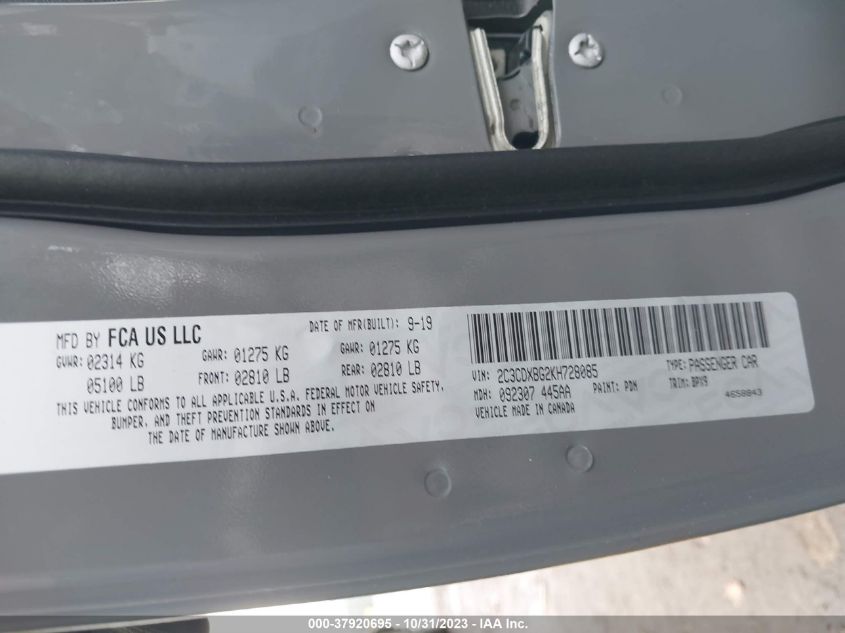 MFD BY FCA US LLC DATE OF MFR(BUILT): 9-19
GVWR: 02314 KG GAWR: 01275 KG GAWR: 01275 KG
05100 LB FRONT: 02810 LB REAR: 02810 LB
THIS VEHICLE CONFORMS TO ALL APPLICABLE U.S.A. FEDERAL MOTOR VEHICLE SAFETY,
BUMPER, AND THEFT PREVENTION STANDARDS IN EFFECT ON
THE DATE OF MANUFACTURE SHOWN ABOVE.
VIN: 2C3CDXBG2KH728085 TYPE: PASSENGER CAR
MDH: 092307 445AA PAINT: PDN TRIM: BPX9
VEHICLE MADE IN CANADA 4658843
000-37920695 - 10/31/2023 - IAA Inc.